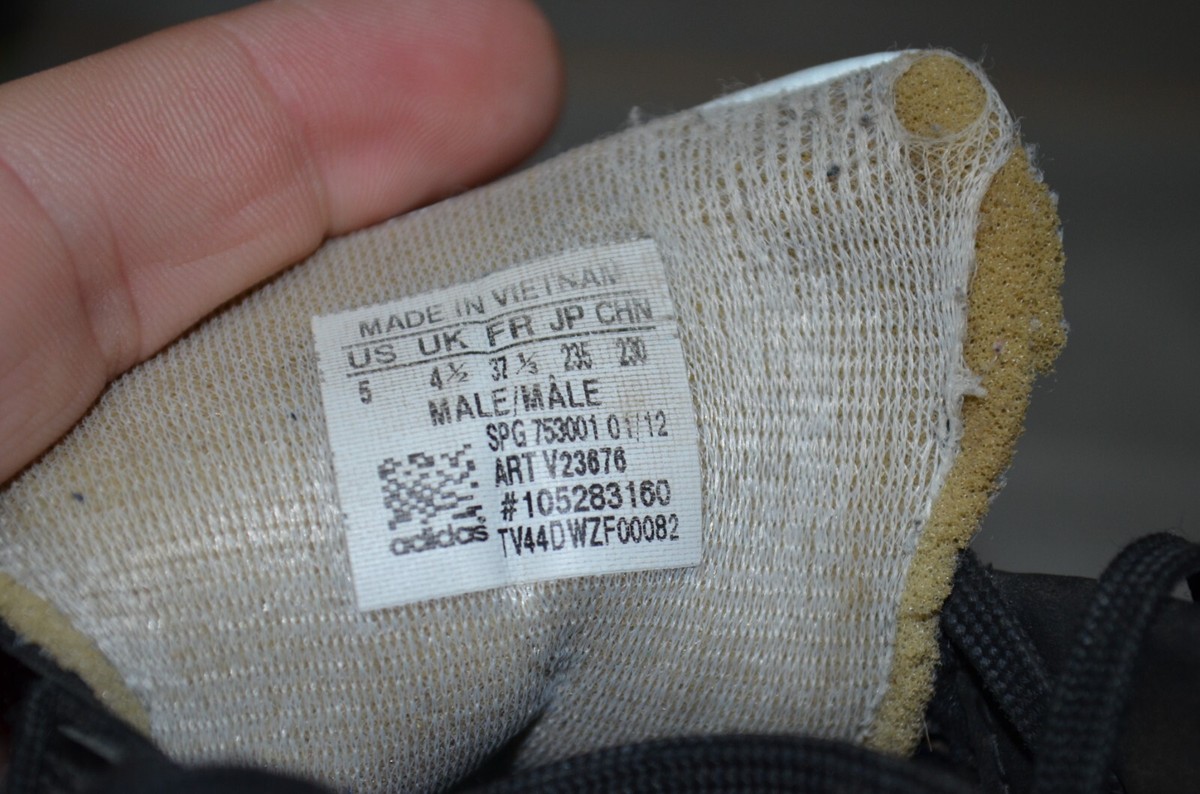 MADE IN VIETNAM
US UK FR JP CHN
5 4½ 37⅓ 235 230
MALE/MÂLE
SPG 753001 01/12
ART V23676
#105283160
adidas TV44DWZF00082